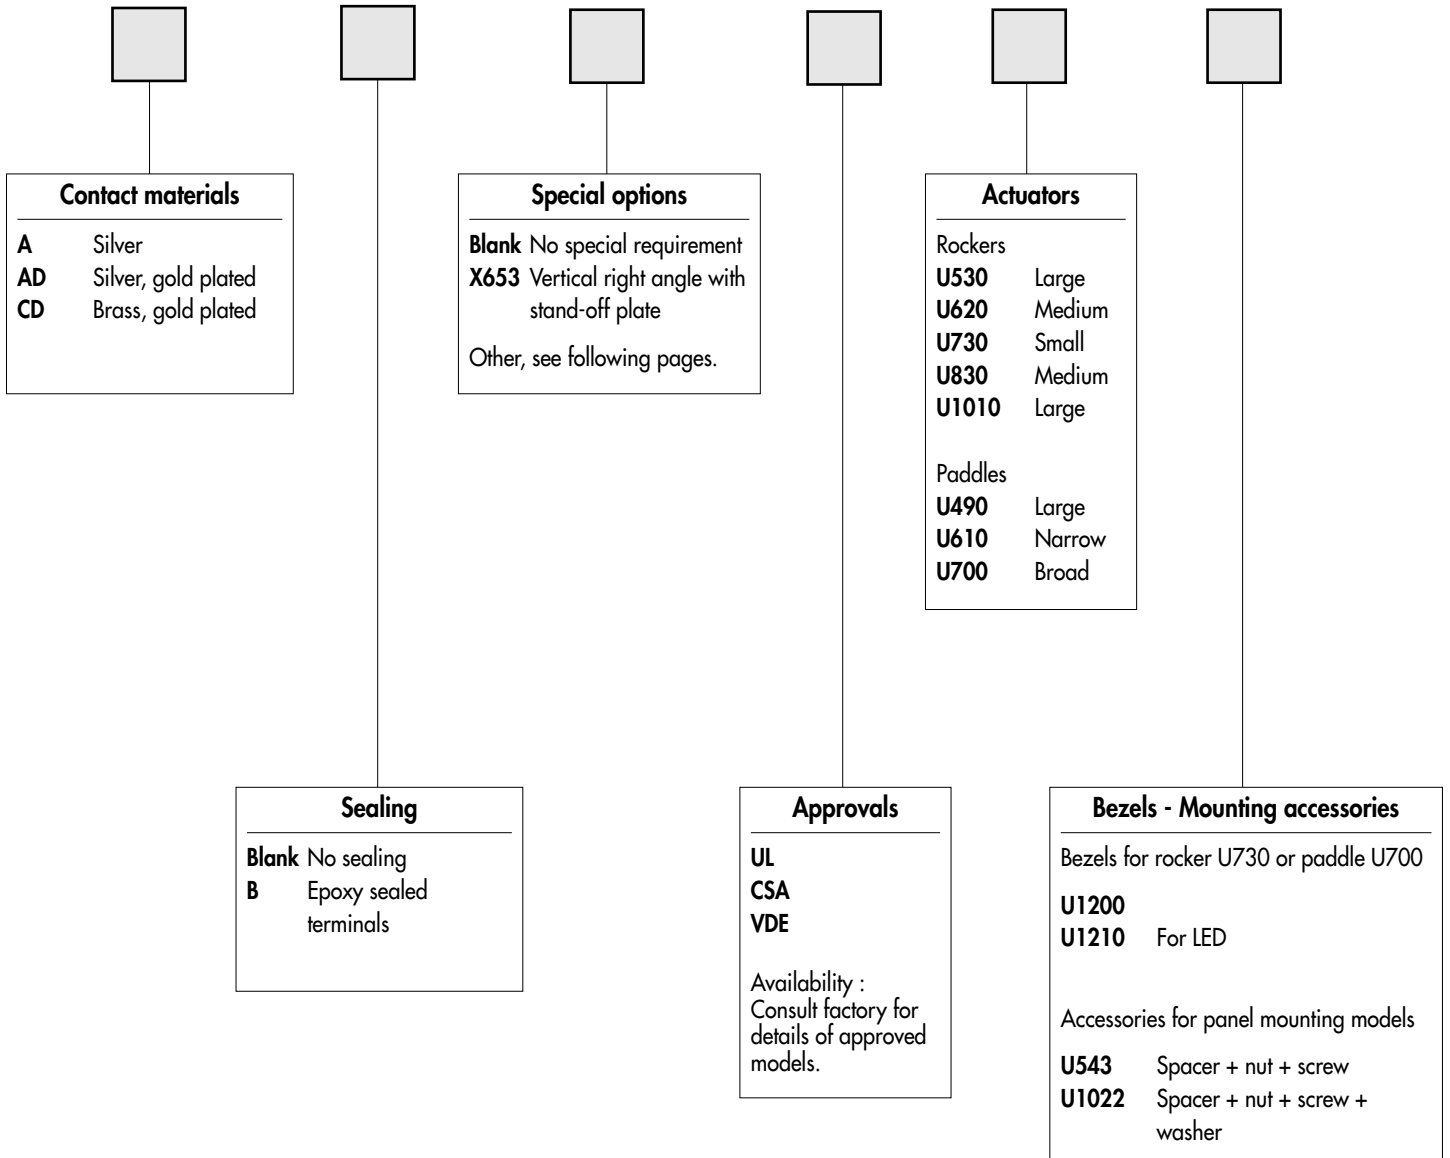 Contact materials
A Silver
AD Silver, gold plated
CD Brass, gold plated
Special options
Blank No special requirement
X653 Vertical right angle with
stand-off plate
Other, see following pages.
Actuators
Rockers
U530 Large
U620 Medium
U730 Small
U830 Medium
U1010 Large
Paddles
U490 Large
U610 Narrow
U700 Broad
Sealing
Blank No sealing
B Epoxy sealed
terminals
Approvals
UL
CSA
VDE
Availability :
Consult factory for
details of approved
models.
Bezels - Mounting accessories
Bezels for rocker U730 or paddle U700
U1200
U1210 For LED
Accessories for panel mounting models
U543 Spacer + nut + screw
U1022 Spacer + nut + screw +
washer